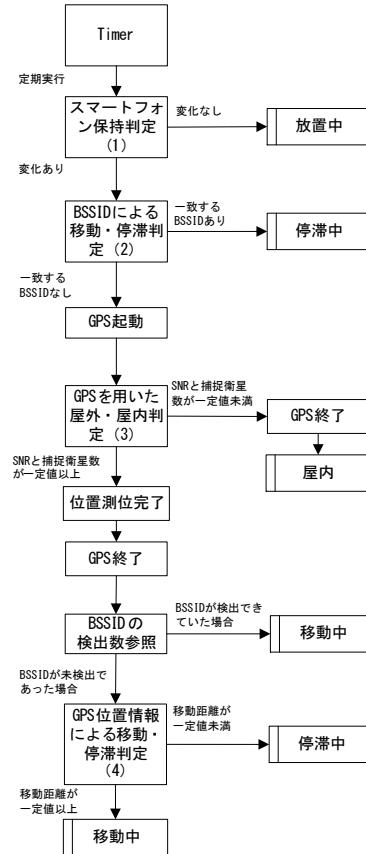 Timer
定期実行
スマートフォ
ン保持判定
(1)
変化なし
放置中
変化あり
BSSIDによる
移動・停滞判
定 (2)
一致する
BSSIDあり
停滞中
一致する
BSSIDなし
GPS起動
GPSを用いた
屋外・屋内判
定 (3)
SNRと捕捉衛星
数が一定値未満
GPS終了
屋内
SNRと捕捉衛星数
が一定値以上
位置測位完了
GPS終了
BSSIDの
検出数参照
BSSIDが検出でき
ていた場合
移動中
BSSIDが未検出で
あった場合
GPS位置情報
による移動・
停滞判定
(4)
移動距離が
一定値未満
停滞中
移動距離が
一定値以上
移動中